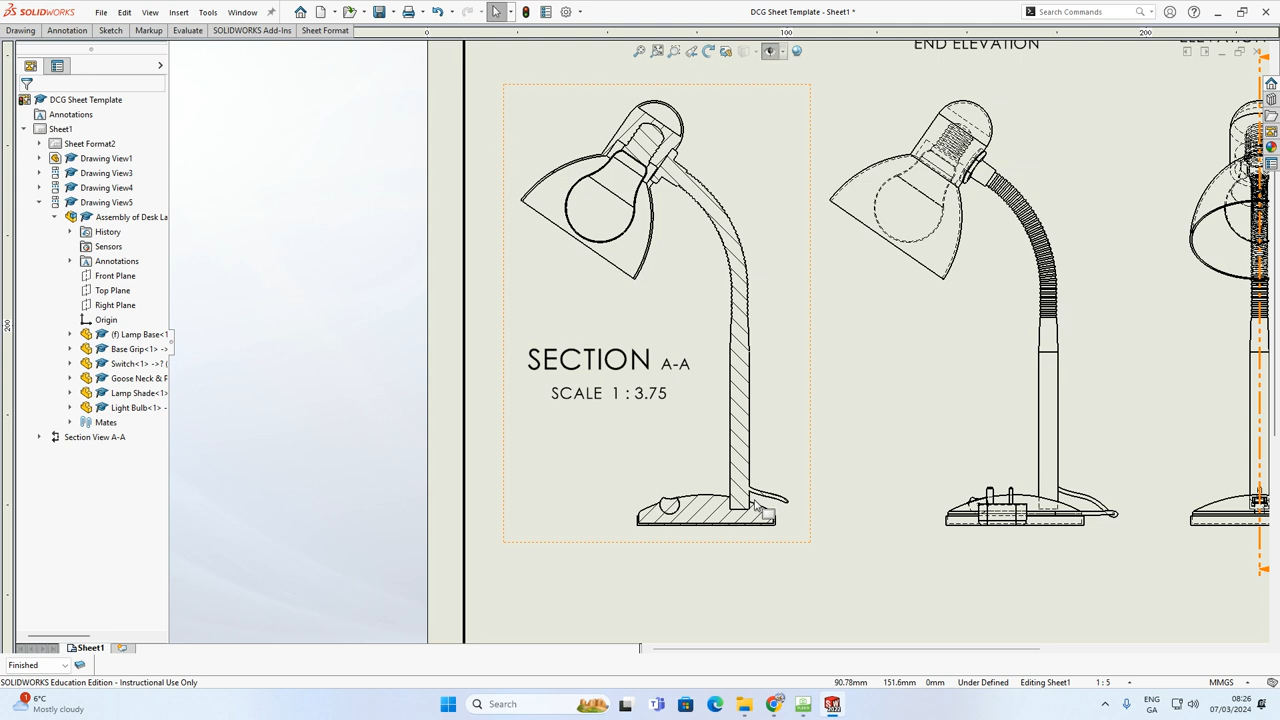 SOLIDWORKS
File
Edit
View
Insert
Tools
Window
DCG Sheet Template - Sheet1 *
Search Commands
Drawing
Annotation
Sketch
Markup
Evaluate
SOLIDWORKS Add-Ins
Sheet Format
0
100
200
END ELEVATION
DCG Sheet Template
Annotations
Sheet1
Sheet Format2
Drawing View1
Drawing View3
Drawing View4
Drawing View5
Assembly of Desk La
History
Sensors
Annotations
Front Plane
Top Plane
Right Plane
Origin
(f) Lamp Base<1
Base Grip<1> ->
Switch<1> ->? (
Goose Neck & F
Lamp Shade<1>
Light Bulb<1> -
Mates
Section View A-A
200
SECTION A-A
SCALE 1 : 3.75
Sheet1
Finished
SOLIDWORKS Education Edition - Instructional Use Only
90.78mm
151.6mm
0mm
Under Defined
Editing Sheet1
1 : 5
MMGS
1
6°C
Mostly cloudy
Search
ENG
GA
08:26
07/03/2024